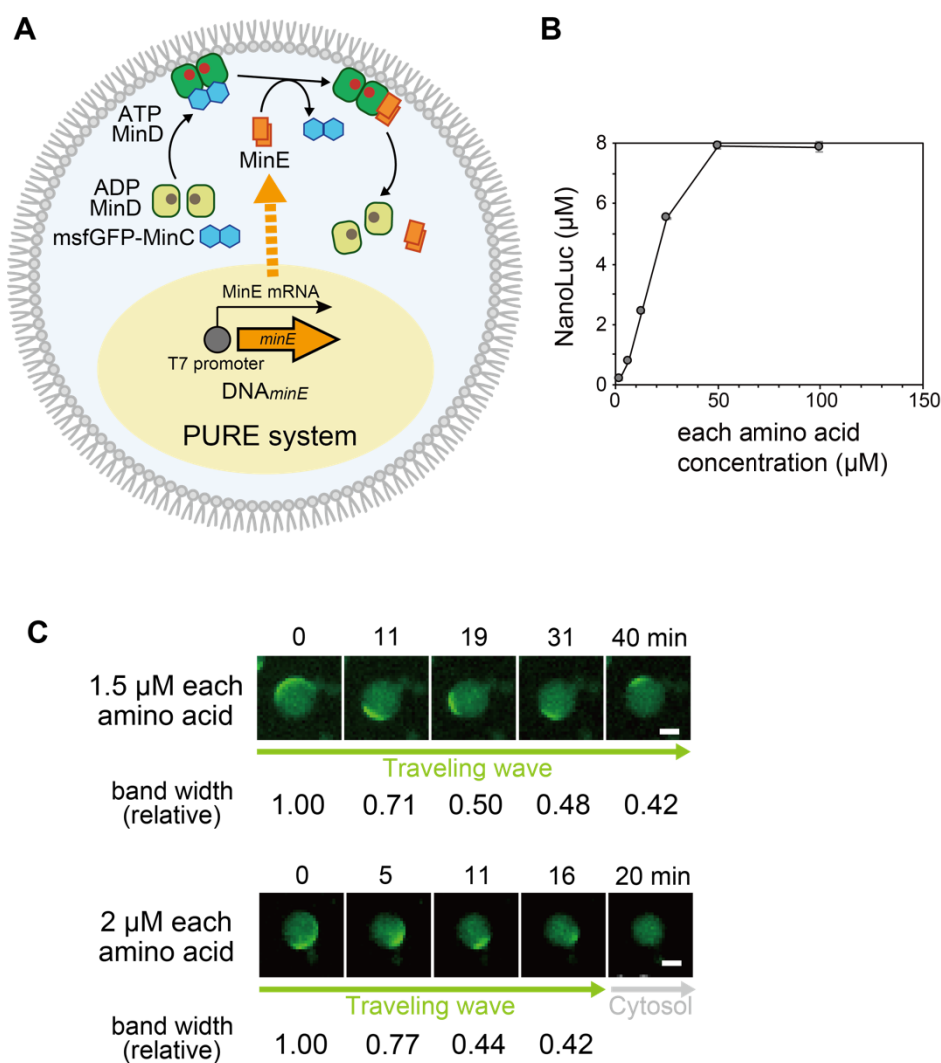 A
ATP
MinD
MinE
ADP
MinD
msfGFP-MinC
MinE mRNA
minE
T7 promoter
DNAminE
PURE system
B
8
6
4
2
0
NanoLuc (µM)
0 50 100 150
each amino acid
concentration (µM)
C
0 11 19 31 40 min
1.5 µM each
amino acid
Traveling wave
band width
(relative)
1.00 0.71 0.50 0.48 0.42
0 5 11 16 20 min
2 µM each
amino acid
Traveling wave Cytosol
band width
(relative)
1.00 0.77 0.44 0.42